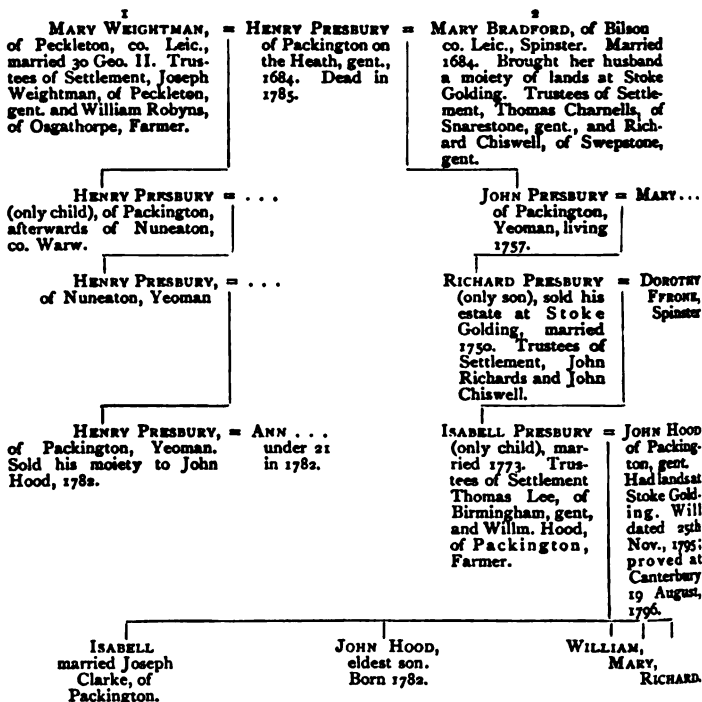 1
MARY WEIGHTMAN,
of Peckleton, co. Leic.,
married 30 Geo. II. Trus-
tees of Settlement, Joseph
Weightman, of Peckleton,
gent. and William Robyns,
of Osgathorpe, Farmer.
= HENRY PRESBURY =
of Packington on
the Heath, gent.,
1684. Dead in
1785.
2
MARY BRADFORD, of Bilson
co. Leic., Spinster. Married
1684. Brought her husband
a moiety of lands at Stoke
Golding. Trustees of Settle-
ment, Thomas Charnells, of
Snarestone, gent., and Rich-
ard Chiswell, of Swepstone,
gent.
HENRY PRESBURY = . . .
(only child), of Packington,
afterwards of Nuneaton,
co. Warw.
JOHN PRESBURY = MARY . . .
of Packington,
Yeoman, living
1757.
HENRY PRESBURY, = . . .
of Nuneaton, Yeoman
RICHARD PRESBURY =
(only son), sold his
estate at Stoke
Golding, married
1750. Trustees of
Settlement, John
Richards and John
Chiswell.
DOROTHY
FFRONE,
Spinster
HENRY PRESBURY, =
of Packington, Yeoman.
Sold his moiety to John
Hood, 1782.
ANN . . .
under 21
in 1782.
ISABELL PRESBURY =
(only child), mar-
ried 1773. Trus-
tees of Settlement
Thomas Lee, of
Birmingham, gent,
and Willm. Hood,
of Packington,
Farmer.
JOHN HOOD
of Packing-
ton, gent.
Had lands at
Stoke Gold-
ing. Will
dated 25th
Nov., 1795;
proved at
Canterbury
19 August,
1796.
ISABELL
married Joseph
Clarke, of
Packington.
JOHN HOOD,
eldest son.
Born 1782.
WILLIAM,
MARY,
RICHARD.